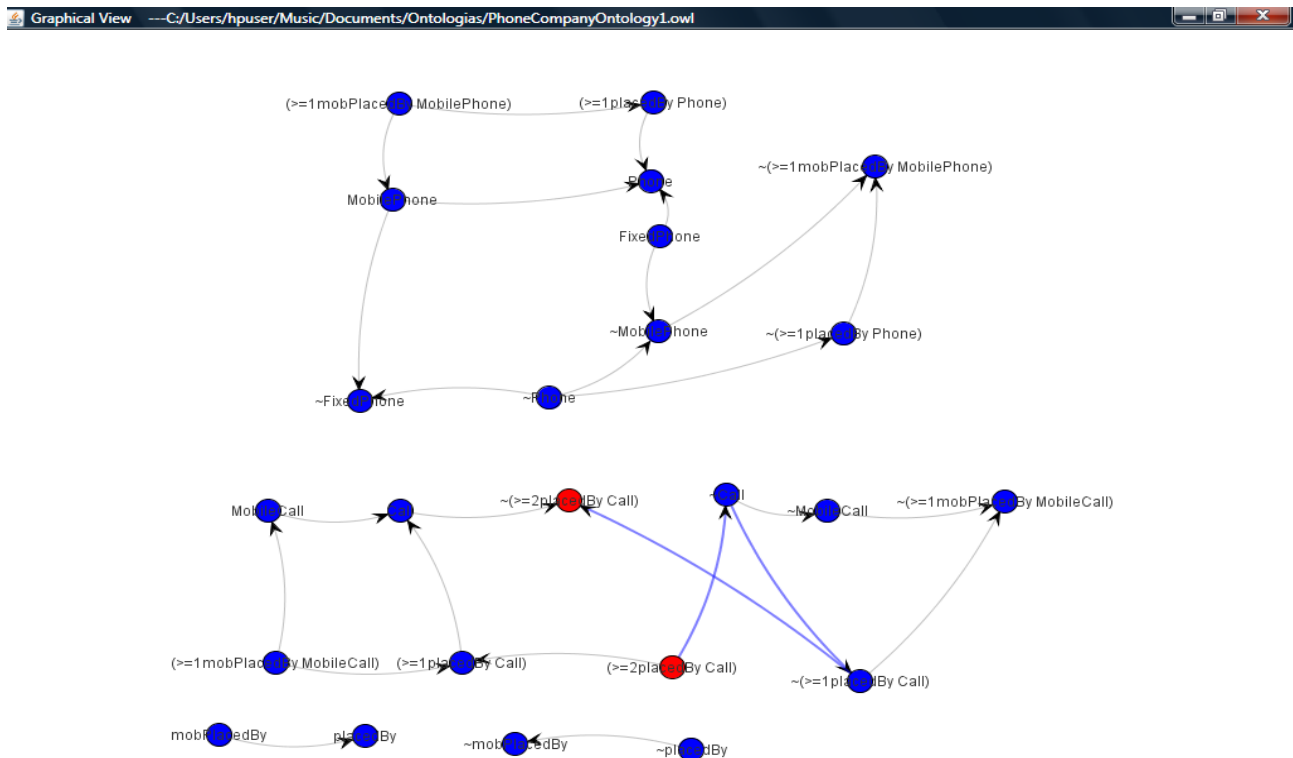 Graphical View ---C:/Users/hpuser/Music/Documents/Ontologias/PhoneCompanyOntology1.owl
(>=1mobPlacedBy MobilePhone)
(>=1placedBy Phone)
~(>=1mobPlacedBy MobilePhone)
Phone
MobilePhone
FixedPhone
~MobilePhone
~(>=1placedBy Phone)
~FixedPhone
~Phone
~(>=2placedBy Call)
~Call
~(>=1mobPlacedBy MobileCall)
MobileCall
Call
~MobileCall
(>=1mobPlacedBy MobileCall)
(>=1placedBy Call)
(>=2placedBy Call)
~(>=1placedBy Call)
mobPlacedBy
placedBy
~mobPlacedBy
~placedBy